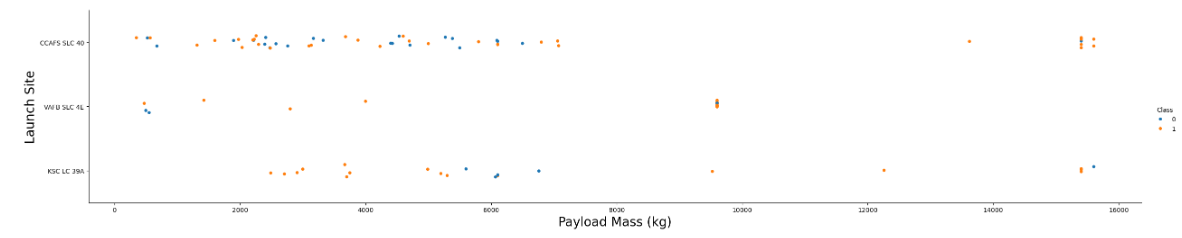 CCAFS SLC 40
VAFB SLC 4E
KSC LC 39A
Launch Site
0 2000 4000 6000 8000 10000 12000 14000 16000
Payload Mass (kg)
Class
0
1